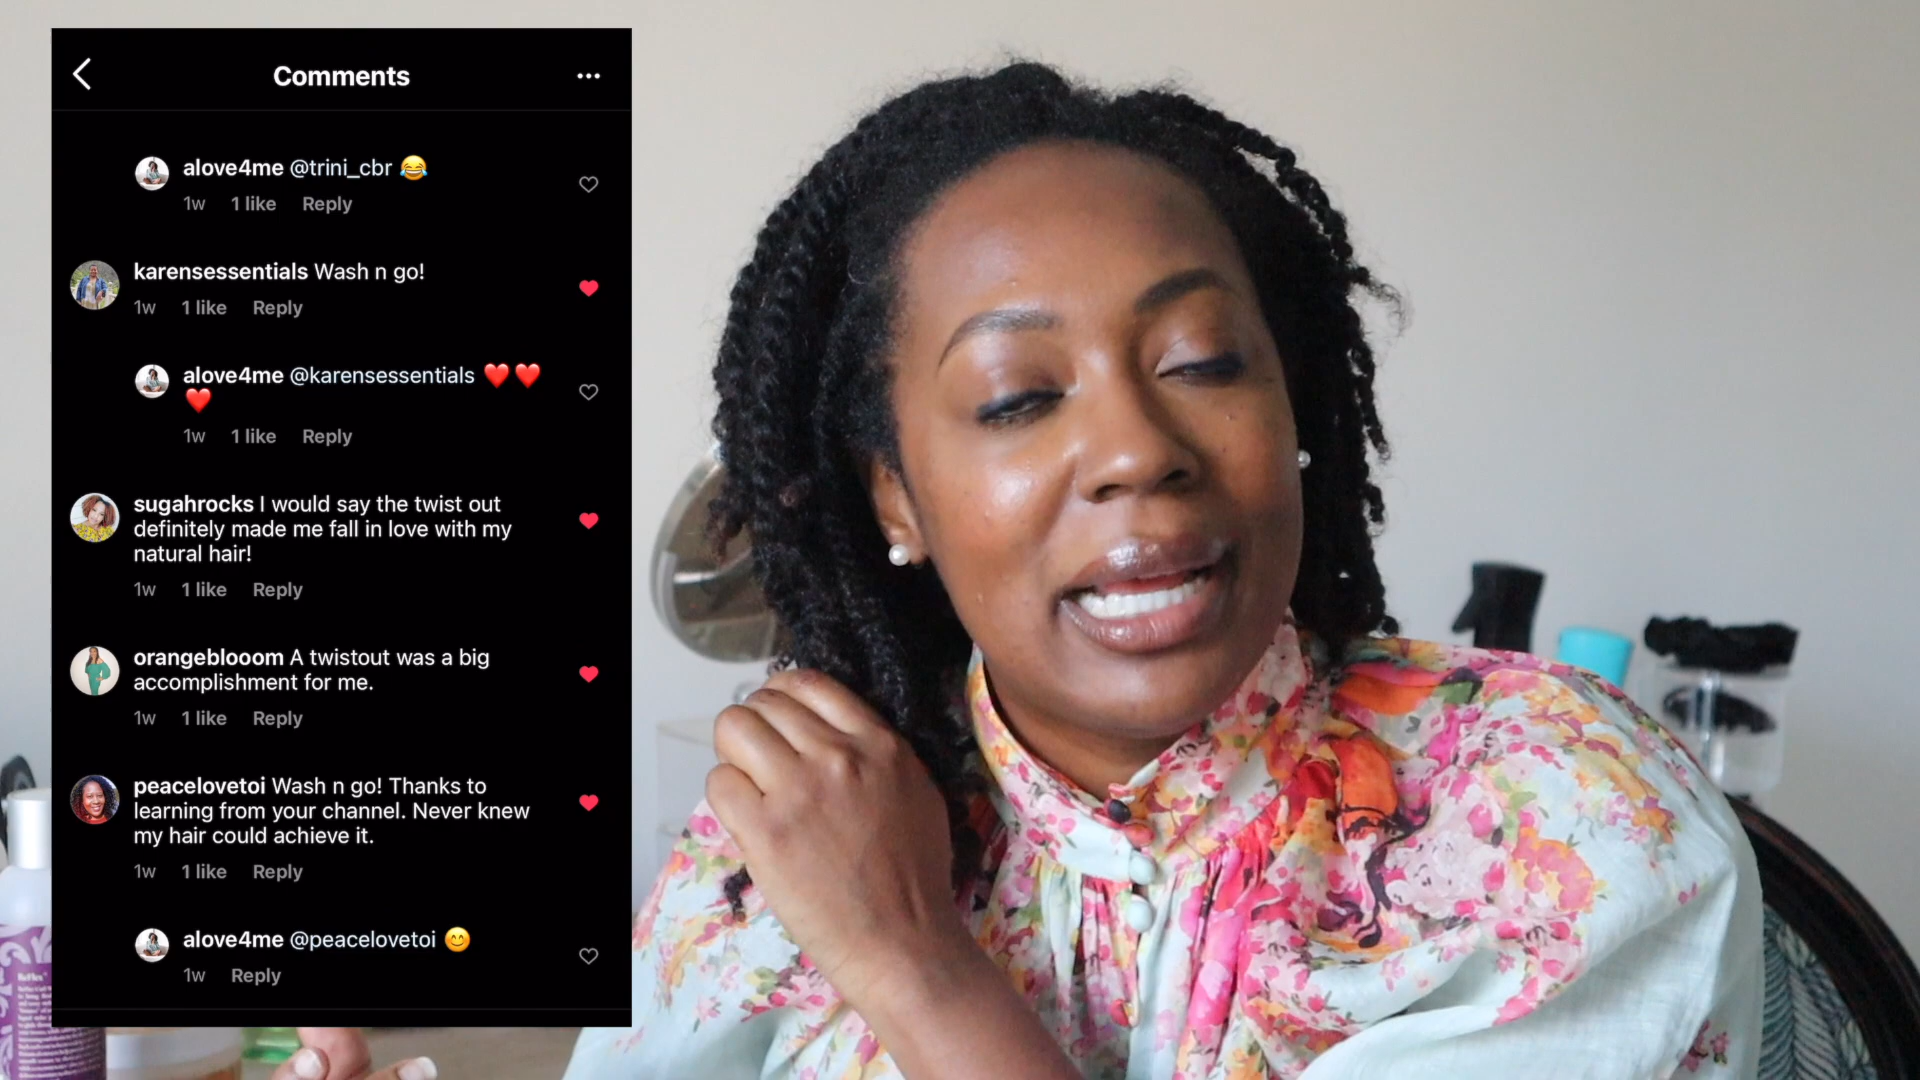 Comments
alove4me @trini_cbr 😂
1w 1 like Reply
karensessentials Wash n go!
1w 1 like Reply
alove4me @karensessentials ❤️❤️
❤️
1w 1 like Reply
sugahrocks I would say the twist out
definitely made me fall in love with my
natural hair!
1w 1 like Reply
orangeblooom A twistout was a big
accomplishment for me.
1w 1 like Reply
peacelovetoi Wash n go! Thanks to
learning from your channel. Never knew
my hair could achieve it.
1w 1 like Reply
alove4me @peacelovetoi 😊
1w Reply